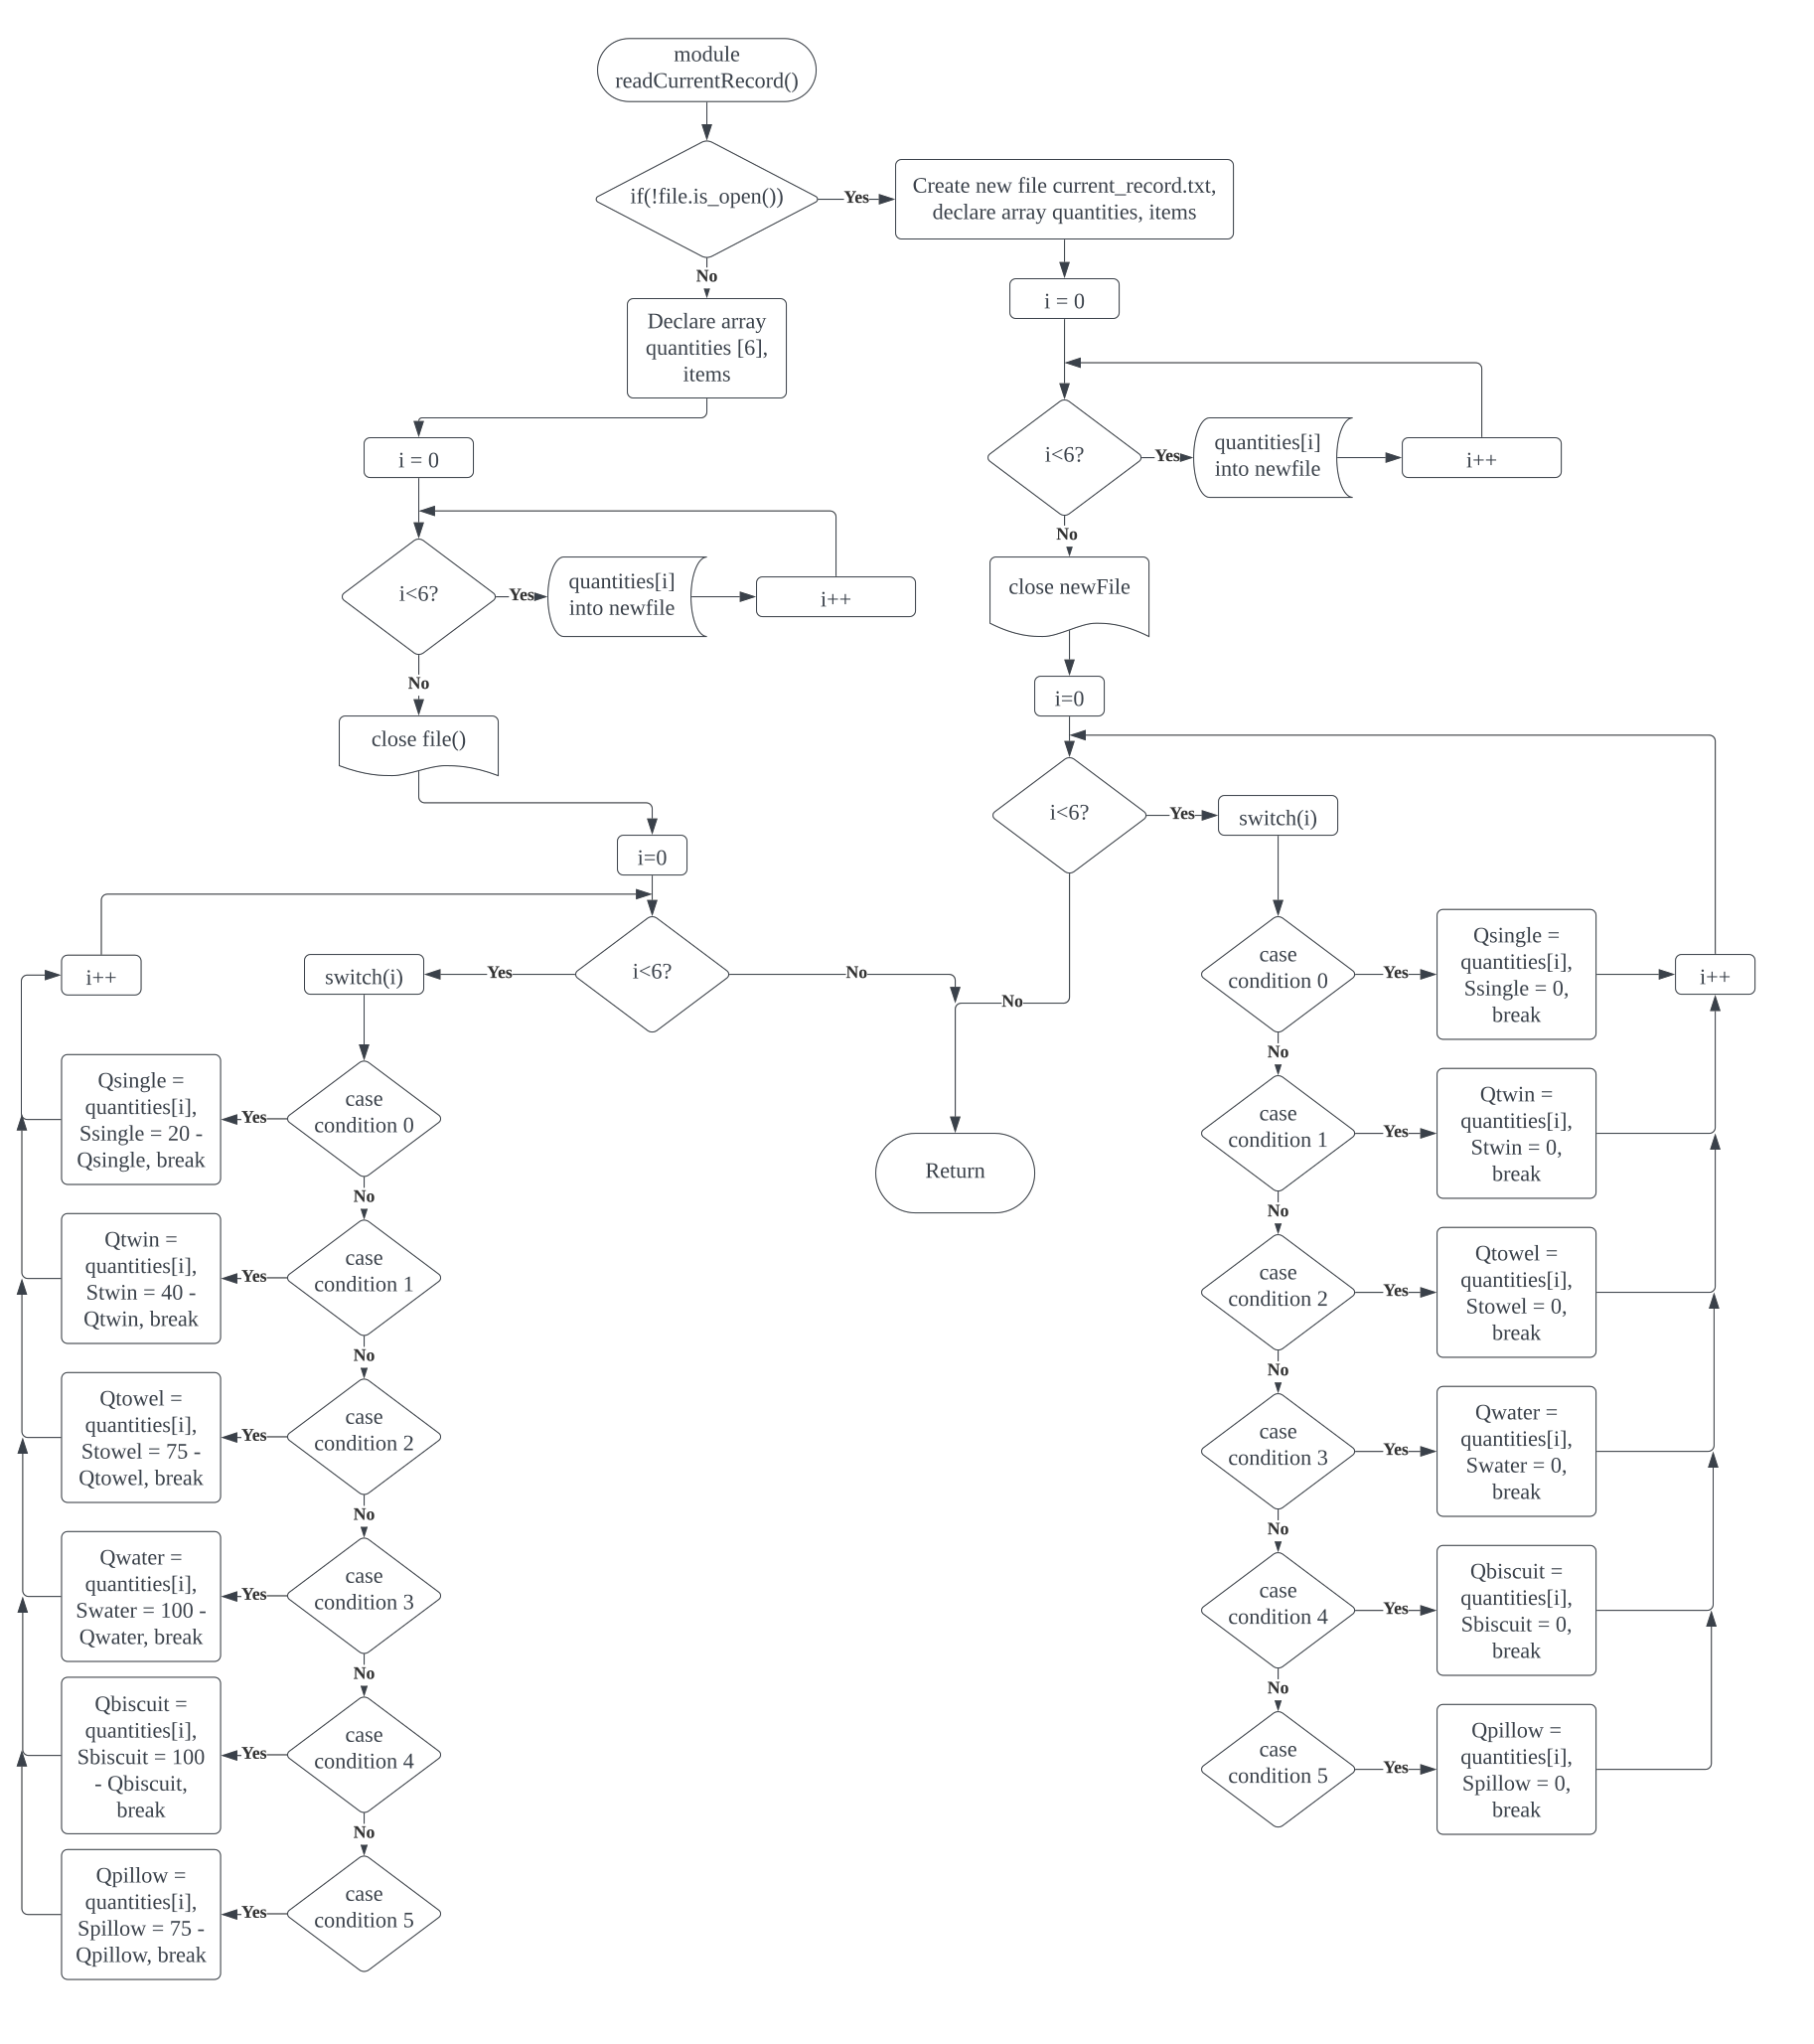 module
readCurrentRecord()
if(!file.is_open())
Yes
Create new file current_record.txt,
declare array quantities, items
No
Declare array
quantities [6],
items
i = 0
i<6?
Yes
quantities[i]
into newfile
i++
No
close newFile
i=0
i<6?
Yes
switch(i)
No
i = 0
i<6?
Yes
quantities[i]
into newfile
i++
No
close file()
i=0
i<6?
Yes
switch(i)
No
i++
Return
case
condition 0
Yes
Qsingle =
quantities[i],
Ssingle = 20 -
Qsingle, break
No
case
condition 1
Yes
Qtwin =
quantities[i],
Stwin = 40 -
Qtwin, break
No
case
condition 2
Yes
Qtowel =
quantities[i],
Stowel = 75 -
Qtowel, break
No
case
condition 3
Yes
Qwater =
quantities[i],
Swater = 100 -
Qwater, break
No
case
condition 4
Yes
Qbiscuit =
quantities[i],
Sbiscuit = 100
- Qbiscuit,
break
No
case
condition 5
Yes
Qpillow =
quantities[i],
Spillow = 75 -
Qpillow, break
case
condition 0
Yes
Qsingle =
quantities[i],
Ssingle = 0,
break
i++
No
case
condition 1
Yes
Qtwin =
quantities[i],
Stwin = 0,
break
No
case
condition 2
Yes
Qtowel =
quantities[i],
Stowel = 0,
break
No
case
condition 3
Yes
Qwater =
quantities[i],
Swater = 0,
break
No
case
condition 4
Yes
Qbiscuit =
quantities[i],
Sbiscuit = 0,
break
No
case
condition 5
Yes
Qpillow =
quantities[i],
Spillow = 0,
break